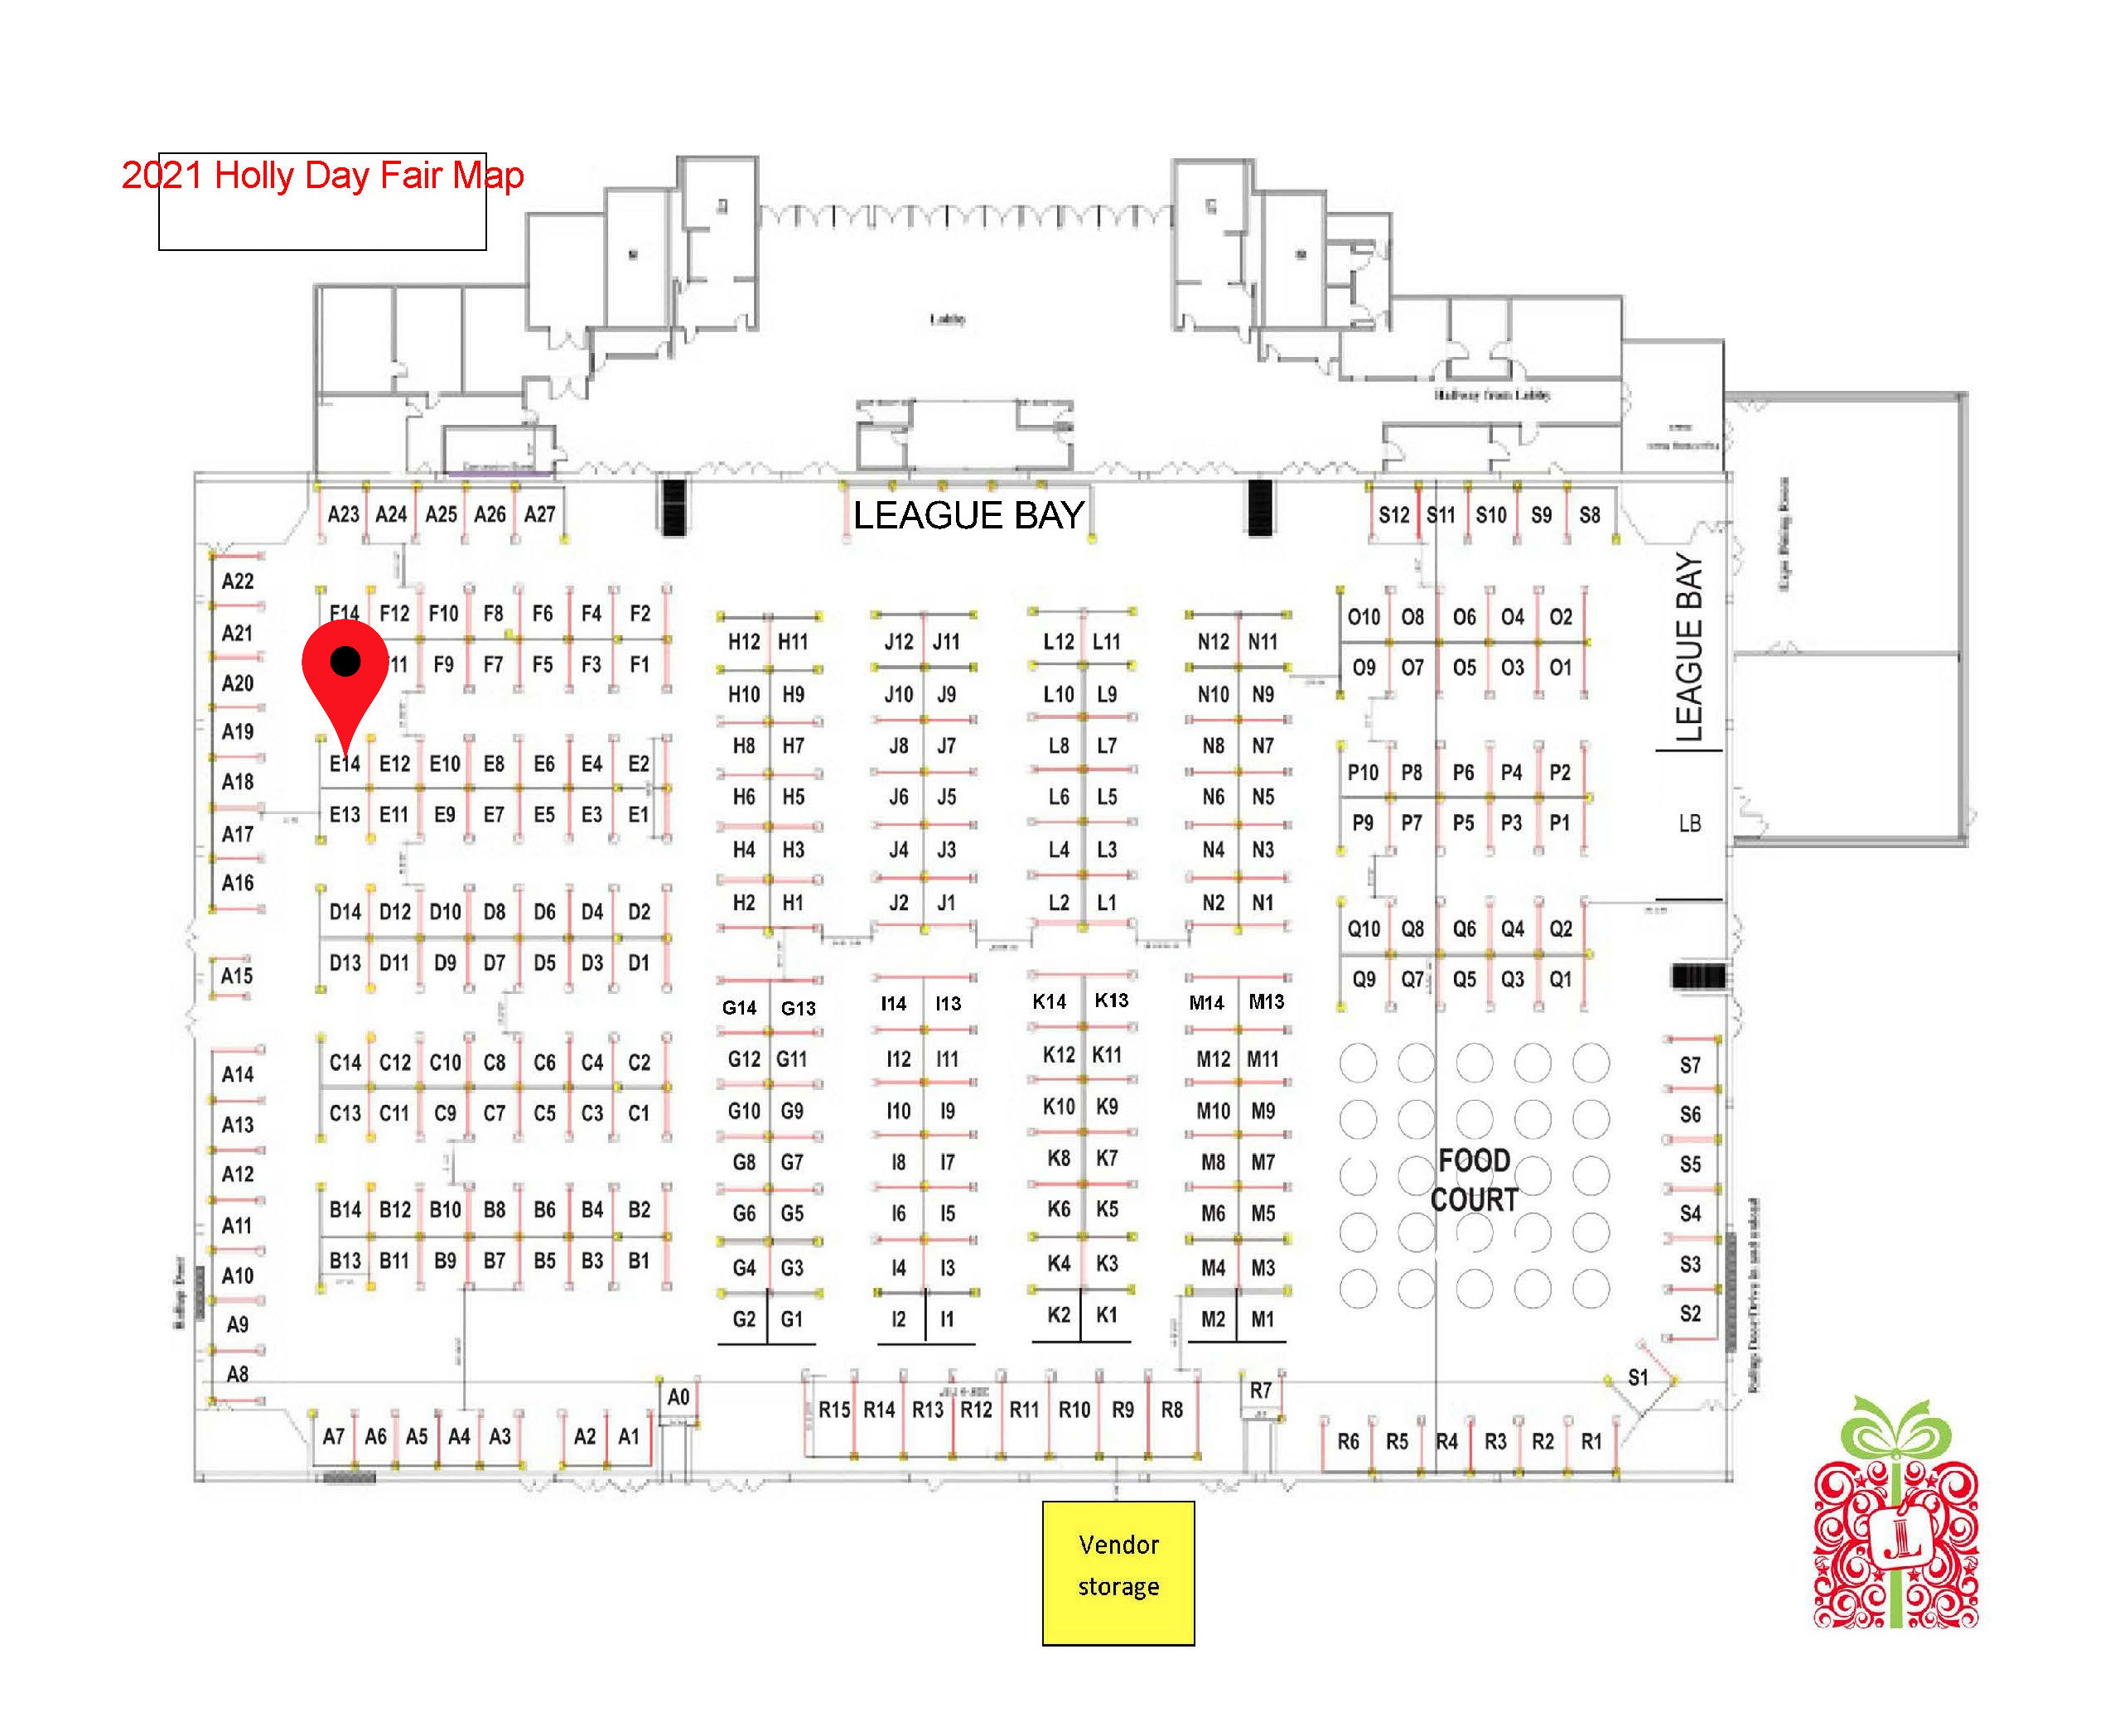 2021 Holly Day Fair Map
Lobby
Hallway from Lobby
LEAGUE BAY
A23 A24 A25 A26 A27
S12 S11 S10 S9 S8
A22
A21
A20
A19
A18
A17
A16
A15
A14
A13
A12
A11
A10
A9
A8
F14 F12 F10 F8 F6 F4 F2
F9 F7 F5 F3 F1
E14 E12 E10 E8 E6 E4 E2
E13 E11 E9 E7 E5 E3 E1
D14 D12 D10 D8 D6 D4 D2
D13 D11 D9 D7 D5 D3 D1
C14 C12 C10 C8 C6 C4 C2
C13 C11 C9 C7 C5 C3 C1
B14 B12 B10 B8 B6 B4 B2
B13 B11 B9 B7 B5 B3 B1
H12 H11 J12 J11 L12 L11 N12 N11
H10 H9 J10 J9 L10 L9 N10 N9
H8 H7 J8 J7 L8 L7 N8 N7
H6 H5 J6 J5 L6 L5 N6 N5
H4 H3 J4 J3 L4 L3 N4 N3
H2 H1 J2 J1 L2 L1 N2 N1
G14 G13 I14 I13 K14 K13 M14 M13
G12 G11 I12 I11 K12 K11 M12 M11
G10 G9 I10 I9 K10 K9 M10 M9
G8 G7 I8 I7 K8 K7 M8 M7
G6 G5 I6 I5 K6 K5 M6 M5
G4 G3 I4 I3 K4 K3 M4 M3
G2 G1 I2 I1 K2 K1 M2 M1
O10 O8 O6 O4 O2
O9 O7 O5 O3 O1
P10 P8 P6 P4 P2
P9 P7 P5 P3 P1
Q10 Q8 Q6 Q4 Q2
Q9 Q7 Q5 Q3 Q1
LEAGUE BAY
LB
FOOD
COURT
S7
S6
S5
S4
S3
S2
S1
A7 A6 A5 A4 A3 A2 A1
A0
R15 R14 R13 R12 R11 R10 R9 R8
R7
R6 R5 R4 R3 R2 R1
Vendor
storage
JL